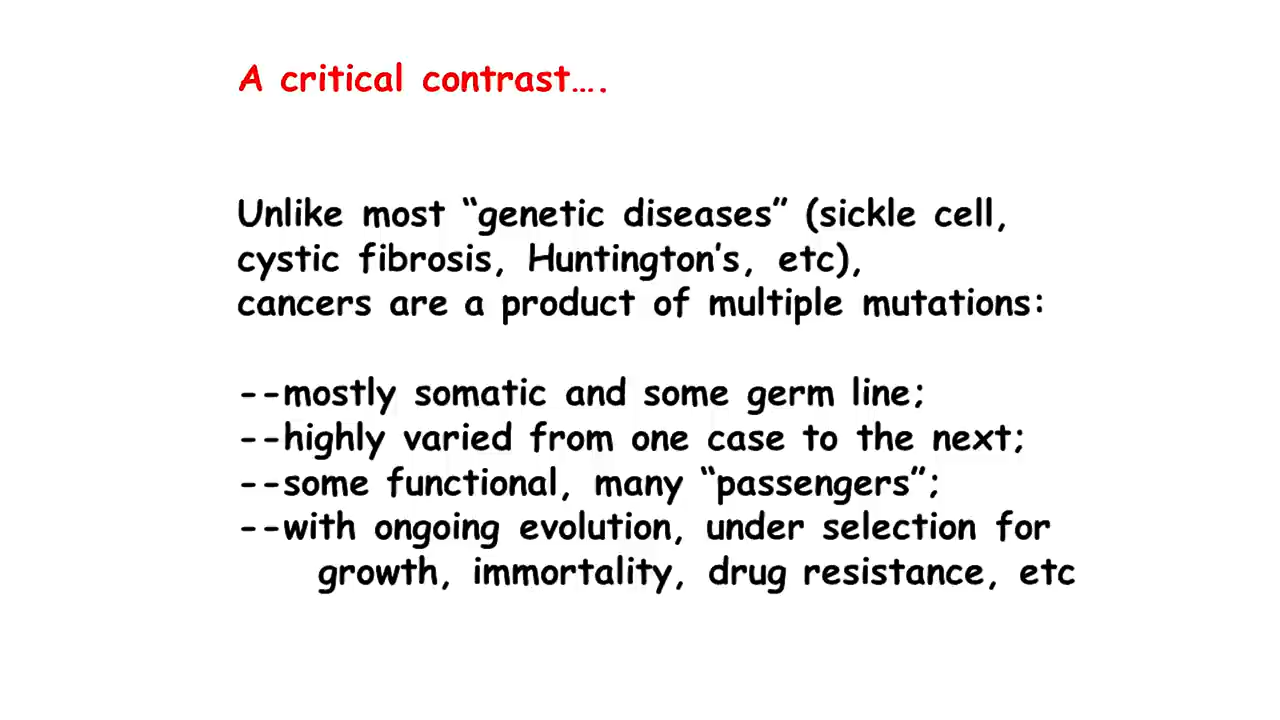 A critical contrast….
Unlike most “genetic diseases” (sickle cell,
cystic fibrosis, Huntington’s, etc),
cancers are a product of multiple mutations:
--mostly somatic and some germ line;
--highly varied from one case to the next;
--some functional, many “passengers”;
--with ongoing evolution, under selection for
growth, immortality, drug resistance, etc